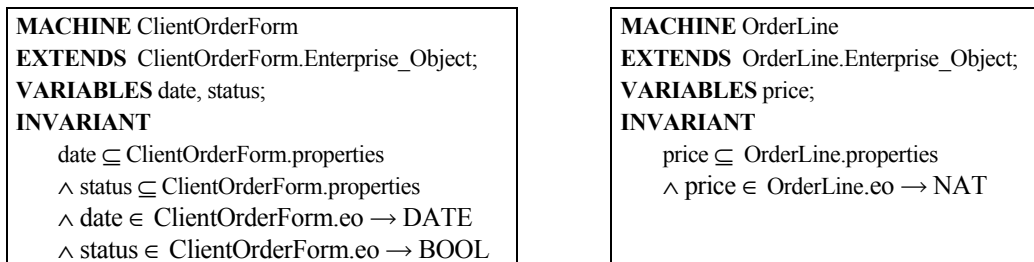 MACHINE ClientOrderForm
EXTENDS ClientOrderForm.Enterprise_Object;
VARIABLES date, status;
INVARIANT
date ⊆ ClientOrderForm.properties
∧ status ⊆ ClientOrderForm.properties
∧ date ∈ ClientOrderForm.eo → DATE
∧ status ∈ ClientOrderForm.eo → BOOL
MACHINE OrderLine
EXTENDS OrderLine.Enterprise_Object;
VARIABLES price;
INVARIANT
price ⊆ OrderLine.properties
∧ price ∈ OrderLine.eo → NAT